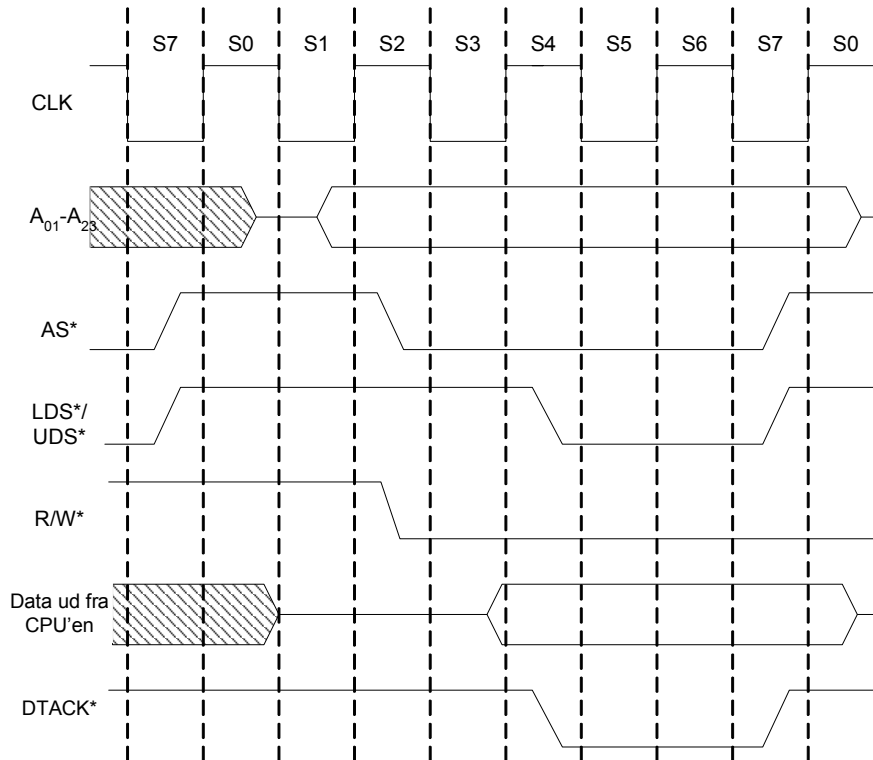 S7 S0 S1 S2 S3 S4 S5 S6 S7 S0
CLK
A01-A23
AS*
LDS*/
UDS*
R/W*
Data ud fra
CPU'en
DTACK*